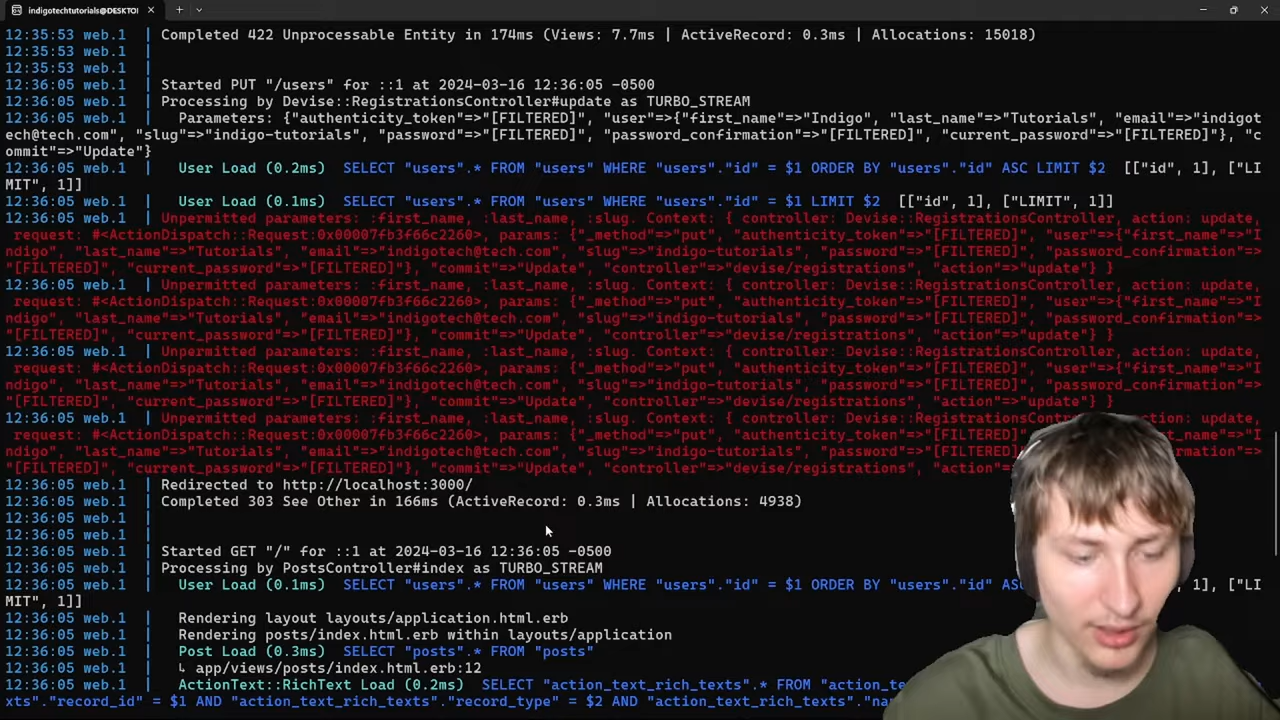 indigotechtutorials@DESKTO!
12:35:53 web.1 | Completed 422 Unprocessable Entity in 174ms (Views: 7.7ms | ActiveRecord: 0.3ms | Allocations: 15018)
12:35:53 web.1 |
12:35:53 web.1 |
12:36:05 web.1 | Started PUT "/users" for ::1 at 2024-03-16 12:36:05 -0500
12:36:05 web.1 | Processing by Devise::RegistrationsController#update as TURBO_STREAM
12:36:05 web.1 |   Parameters: {"authenticity_token"=>"[FILTERED]", "user"=>{"first_name"=>"Indigo", "last_name"=>"Tutorials", "email"=>"indigot
ech@tech.com", "slug"=>"indigo-tutorials", "password"=>"[FILTERED]", "password_confirmation"=>"[FILTERED]", "current_password"=>"[FILTERED]"}, "c
ommit"=>"Update"}
12:36:05 web.1 |   User Load (0.2ms)  SELECT "users".* FROM "users" WHERE "users"."id" = $1 ORDER BY "users"."id" ASC LIMIT $2  [["id", 1], ["LI
MIT", 1]]
12:36:05 web.1 |   User Load (0.1ms)  SELECT "users".* FROM "users" WHERE "users"."id" = $1 LIMIT $2  [["id", 1], ["LIMIT", 1]]
12:36:05 web.1 | Unpermitted parameters: :first_name, :last_name, :slug. Context: { controller: Devise::RegistrationsController, action: update,
 request: #<ActionDispatch::Request:0x00007fb3f66c2260>, params: {"_method"=>"put", "authenticity_token"=>"[FILTERED]", "user"=>{"first_name"=>"I
ndigo", "last_name"=>"Tutorials", "email"=>"indigotech@tech.com", "slug"=>"indigo-tutorials", "password"=>"[FILTERED]", "password_confirmation"=>
"[FILTERED]", "current_password"=>"[FILTERED]"}, "commit"=>"Update", "controller"=>"devise/registrations", "action"=>"update"} }
12:36:05 web.1 | Unpermitted parameters: :first_name, :last_name, :slug. Context: { controller: Devise::RegistrationsController, action: update,
 request: #<ActionDispatch::Request:0x00007fb3f66c2260>, params: {"_method"=>"put", "authenticity_token"=>"[FILTERED]", "user"=>{"first_name"=>"I
ndigo", "last_name"=>"Tutorials", "email"=>"indigotech@tech.com", "slug"=>"indigo-tutorials", "password"=>"[FILTERED]", "password_confirmation"=>
"[FILTERED]", "current_password"=>"[FILTERED]"}, "commit"=>"Update", "controller"=>"devise/registrations", "action"=>"update"} }
12:36:05 web.1 | Unpermitted parameters: :first_name, :last_name, :slug. Context: { controller: Devise::RegistrationsController, action: update,
 request: #<ActionDispatch::Request:0x00007fb3f66c2260>, params: {"_method"=>"put", "authenticity_token"=>"[FILTERED]", "user"=>{"first_name"=>"I
ndigo", "last_name"=>"Tutorials", "email"=>"indigotech@tech.com", "slug"=>"indigo-tutorials", "password"=>"[FILTERED]", "password_confirmation"=>
"[FILTERED]", "current_password"=>"[FILTERED]"}, "commit"=>"Update", "controller"=>"devise/registrations", "action"=>"update"} }
12:36:05 web.1 | Unpermitted parameters: :first_name, :last_name, :slug. Context: { controller: Devise::RegistrationsCont er, action: update,
 request: #<ActionDispatch::Request:0x00007fb3f66c2260>, params: {"_method"=>"put", "authenticity_token"=>"[FILTERED]", "user"=>{"first_name"=>"I
ndigo", "last_name"=>"Tutorials", "email"=>"indigotech@tech.com", "slug"=>"indigo-tutorials", "password"=>"[FILT "password_confirmation"=>
"[FILTERED]", "current_password"=>"[FILTERED]"}, "commit"=>"Update", "controller"=>"devise/registrations", "action"= } }
12:36:05 web.1 | Redirected to http://localhost:3000/
12:36:05 web.1 | Completed 303 See Other in 166ms (ActiveRecord: 0.3ms | Allocations: 4938)
12:36:05 web.1 |
12:36:05 web.1 |
12:36:05 web.1 | Started GET "/" for ::1 at 2024-03-16 12:36:05 -0500
12:36:05 web.1 | Processing by PostsController#index as TURBO_STREAM
12:36:05 web.1 |   User Load (0.1ms)  SELECT "users".* FROM "users" WHERE "users"."id" = $1 ORDER BY "users"."id" ASC , 1], ["LI
MIT", 1]]
12:36:05 web.1 |   Rendering layout layouts/application.html.erb
12:36:05 web.1 |   Rendering posts/index.html.erb within layouts/application
12:36:05 web.1 |   Post Load (0.3ms)  SELECT "posts".* FROM "posts"
12:36:05 web.1 |   ↳ app/views/posts/index.html.erb:12
12:36:05 web.1 |   ActionText::RichText Load (0.2ms)  SELECT "action_text_rich_texts".* FROM "action_te
xts"."record_id" = $1 AND "action_text_rich_texts"."record_type" = $2 AND "action_text_rich_texts"."na